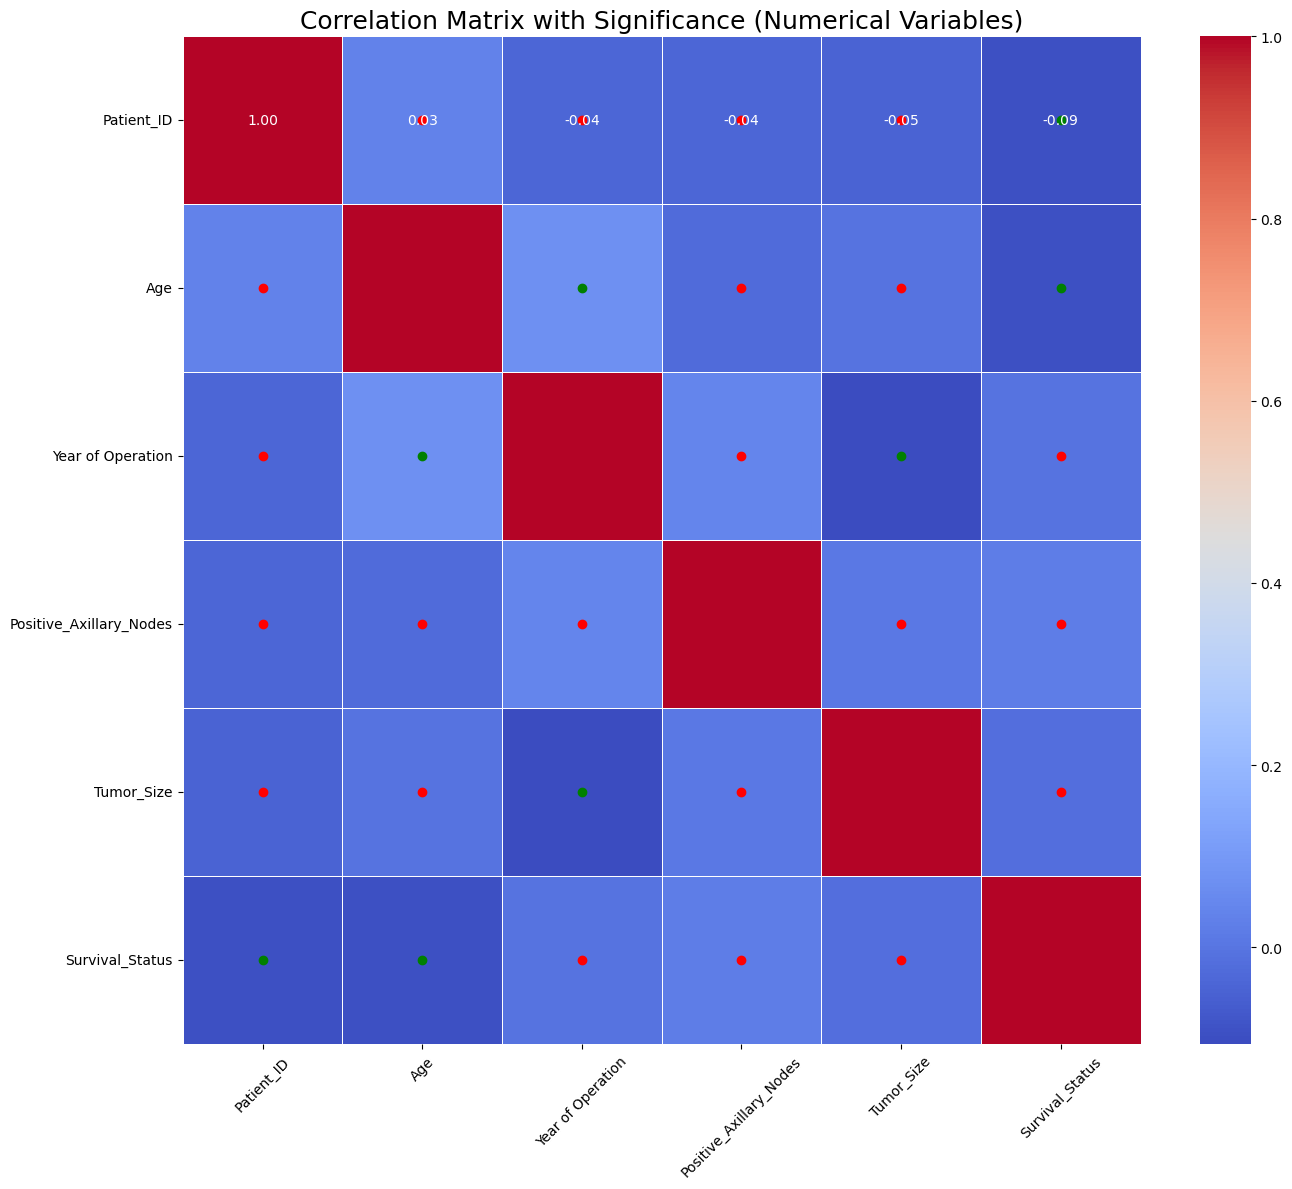 Correlation Matrix with Significance (Numerical Variables)
Patient_ID
1.00
0.03
-0.04
-0.04
-0.05
-0.09
Age
Year of Operation
Positive_Axillary_Nodes
Tumor_Size
Survival_Status
Patient_ID
Age
Year of Operation
Positive_Axillary_Nodes
Tumor_Size
Survival_Status
1.0
0.8
0.6
0.4
0.2
0.0